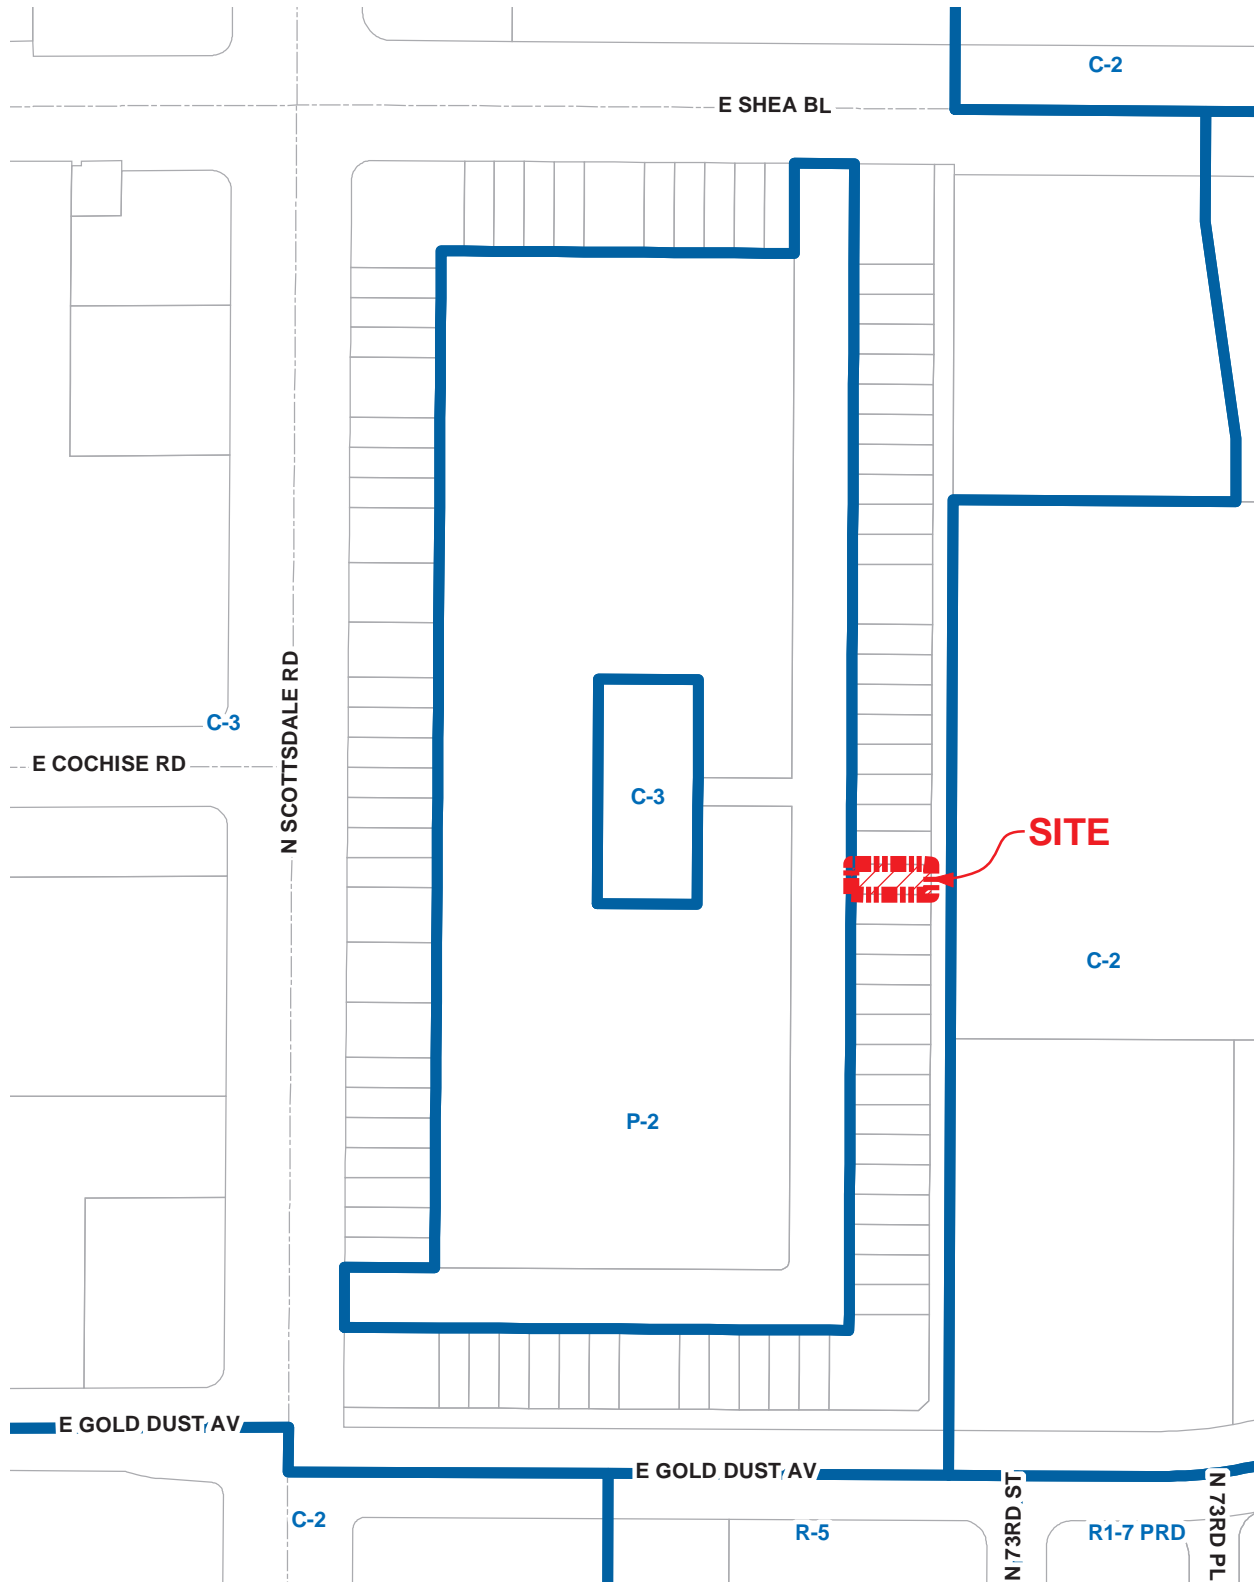 C-2
E SHEA BL
N SCOTTSDALE RD
C-3
E COCHISE RD
C-3
SITE
C-2
P-2
E GOLD DUST AV
E GOLD DUST AV
C-2
R-5
N 73RD ST
R1-7 PRD
N 73RD PL